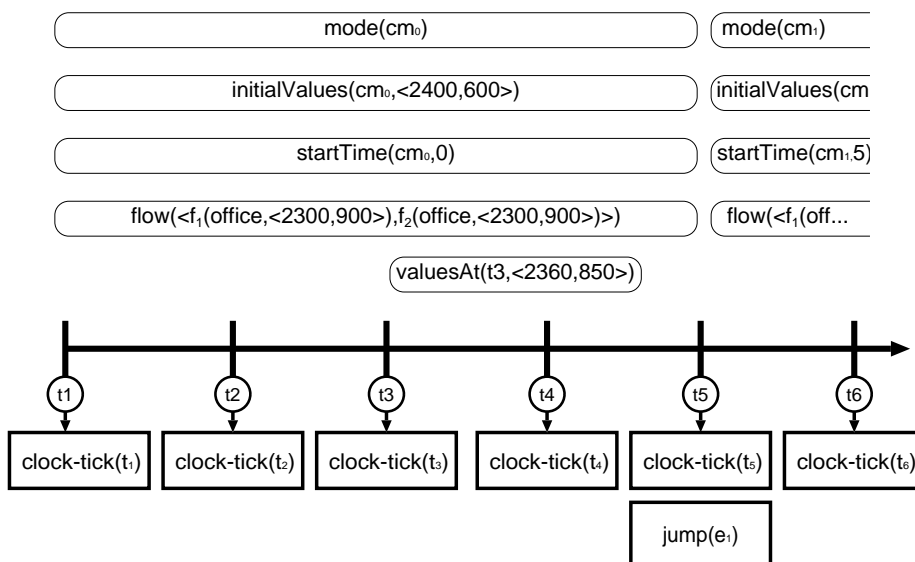 mode(cm₀) mode(cm₁)
initialValues(cm₀,<2400,600>) initialValues(cm
startTime(cm₀,0) startTime(cm₁,5)
flow(<f₁(office,<2300,900>),f₂(office,<2300,900>)>) flow(<f₁(off...
valuesAt(t3,<2360,850>)
t1 t2 t3 t4 t5 t6
clock-tick(t₁) clock-tick(t₂) clock-tick(t₃) clock-tick(t₄) clock-tick(t₅) clock-tick(t₆)
jump(e₁)